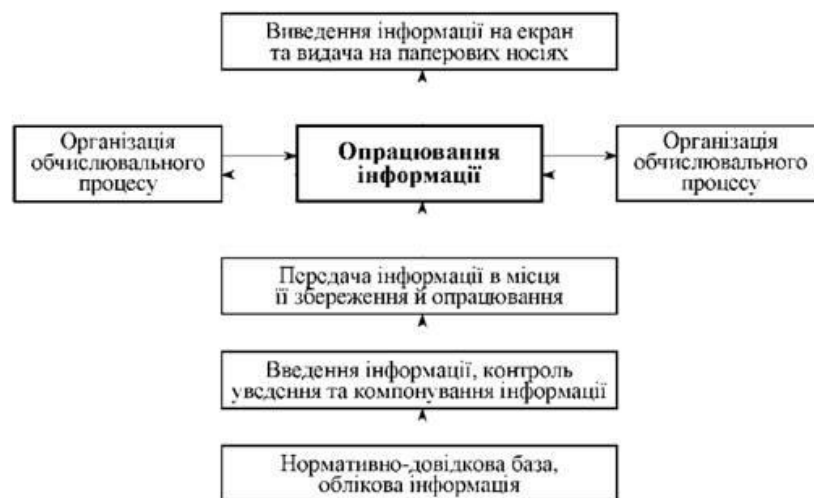 Виведення інформації на екран
та видача на паперових носіях
Організація
обчислювального
процесу
Опрацювання
інформації
Організація
обчислювального
процесу
Передача інформації в місця
її збереження й опрацювання
Введення інформації, контроль
уведення та компонування інформації
Нормативно-довідкова база,
облікова інформація